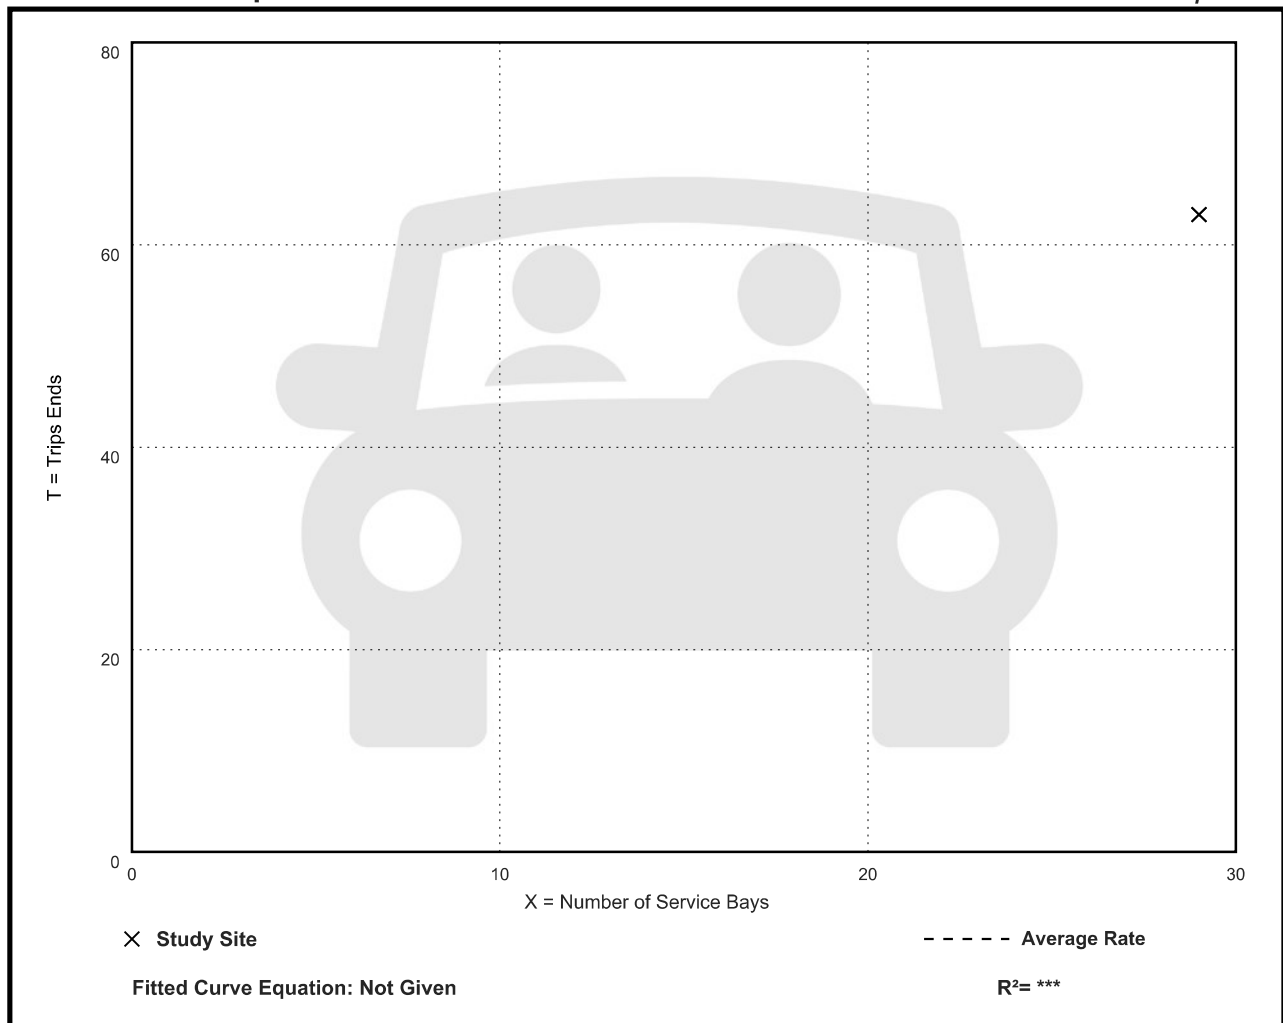 80
60
40
20
0
T = Trips Ends
0 10 20 30
X = Number of Service Bays
Study Site
Average Rate
Fitted Curve Equation: Not Given
R²= ***